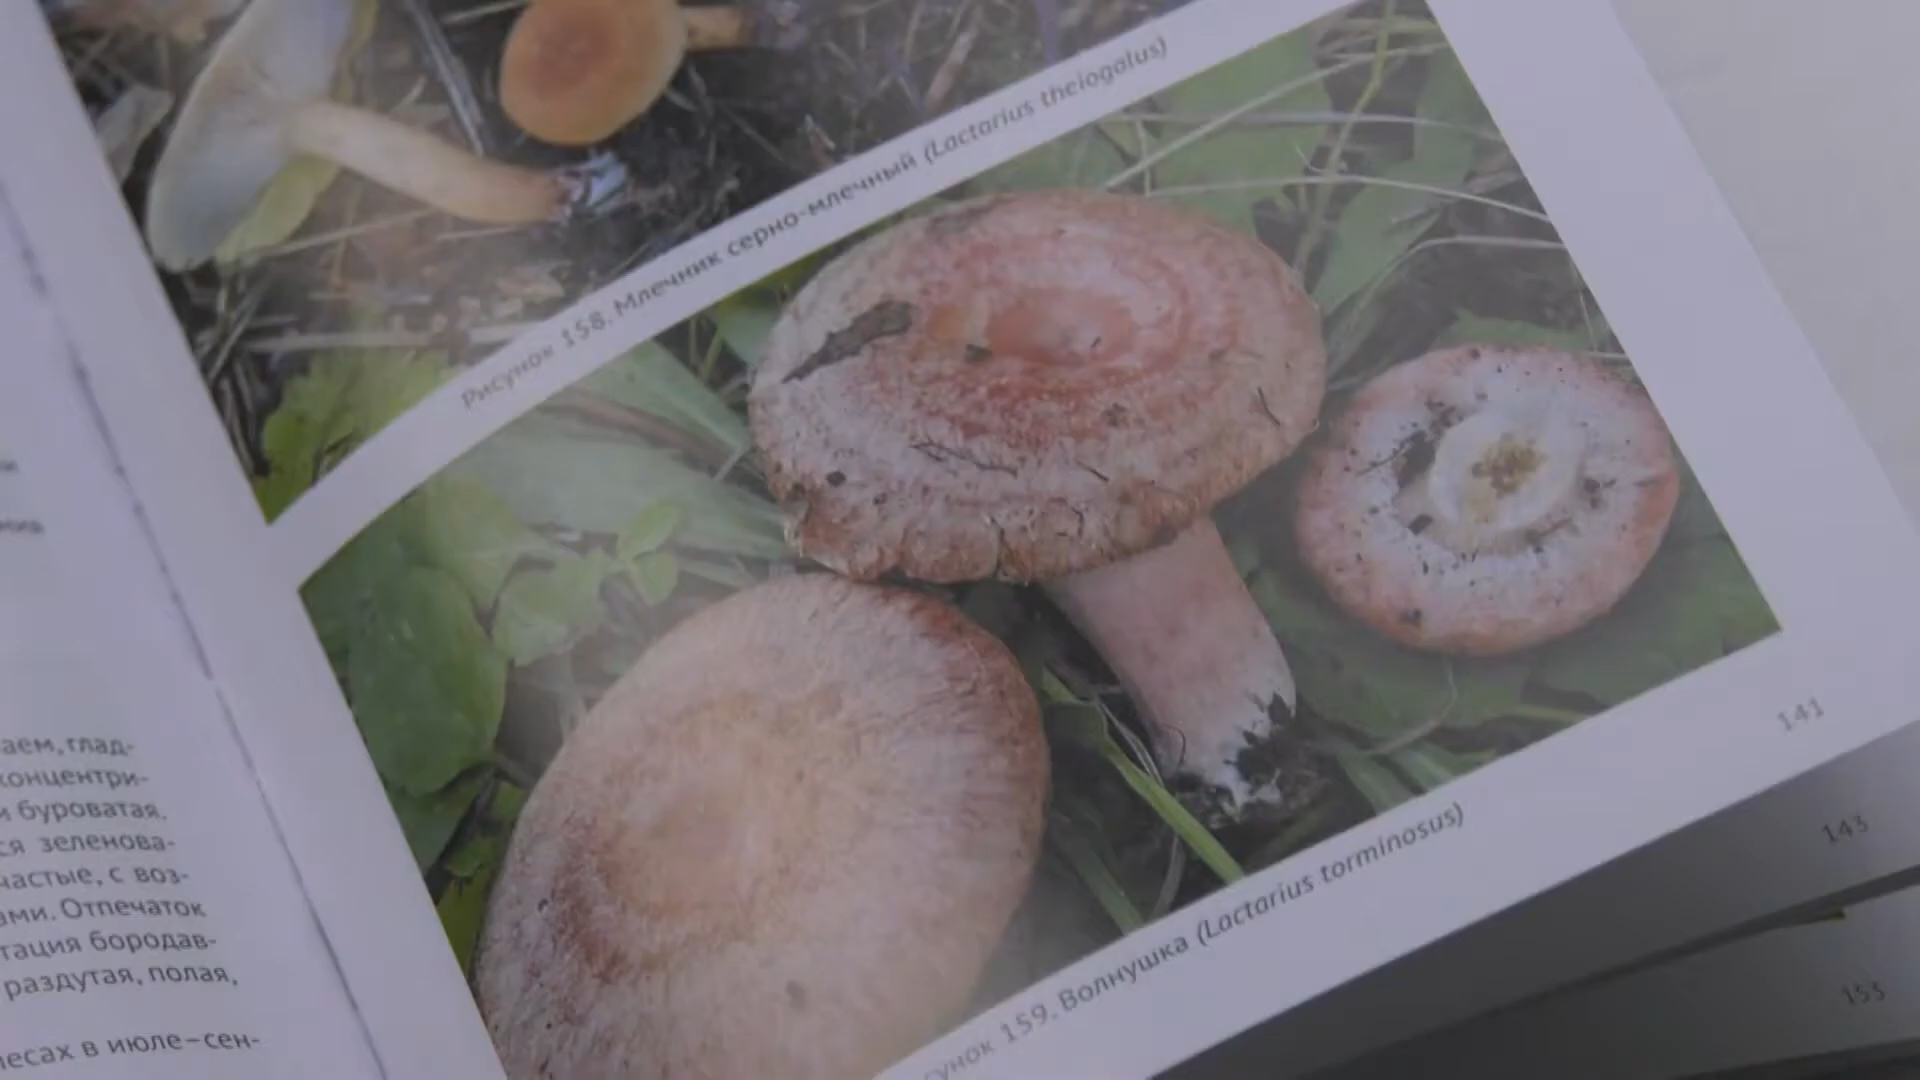 аем, глад-
концентри-
и буроватая.
ся зеленова-
частые, с воз-
ами. Отпечаток
тация бородав-
раздутая, полая,
лесах в июле–сен-
Рисунок 158. Млечник серно-млечный (Lactarius theiogalus)
сунок 159. Волнушка (Lactarius torminosus)
141
143
153